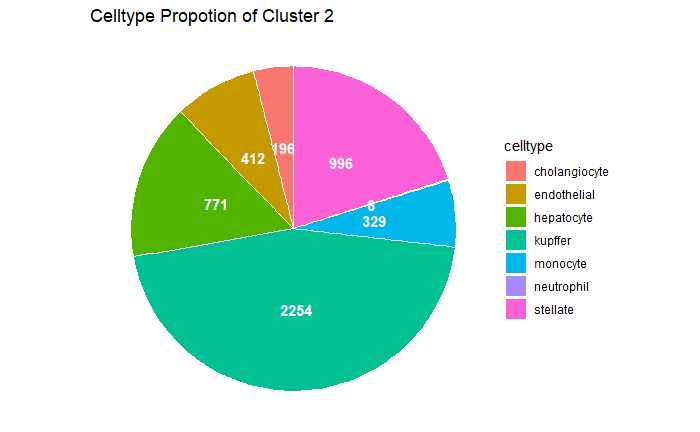 Celltype Propotion of Cluster 2
196
996
412
6
329
771
2254
celltype
cholangiocyte
endothelial
hepatocyte
kupffer
monocyte
neutrophil
stellate